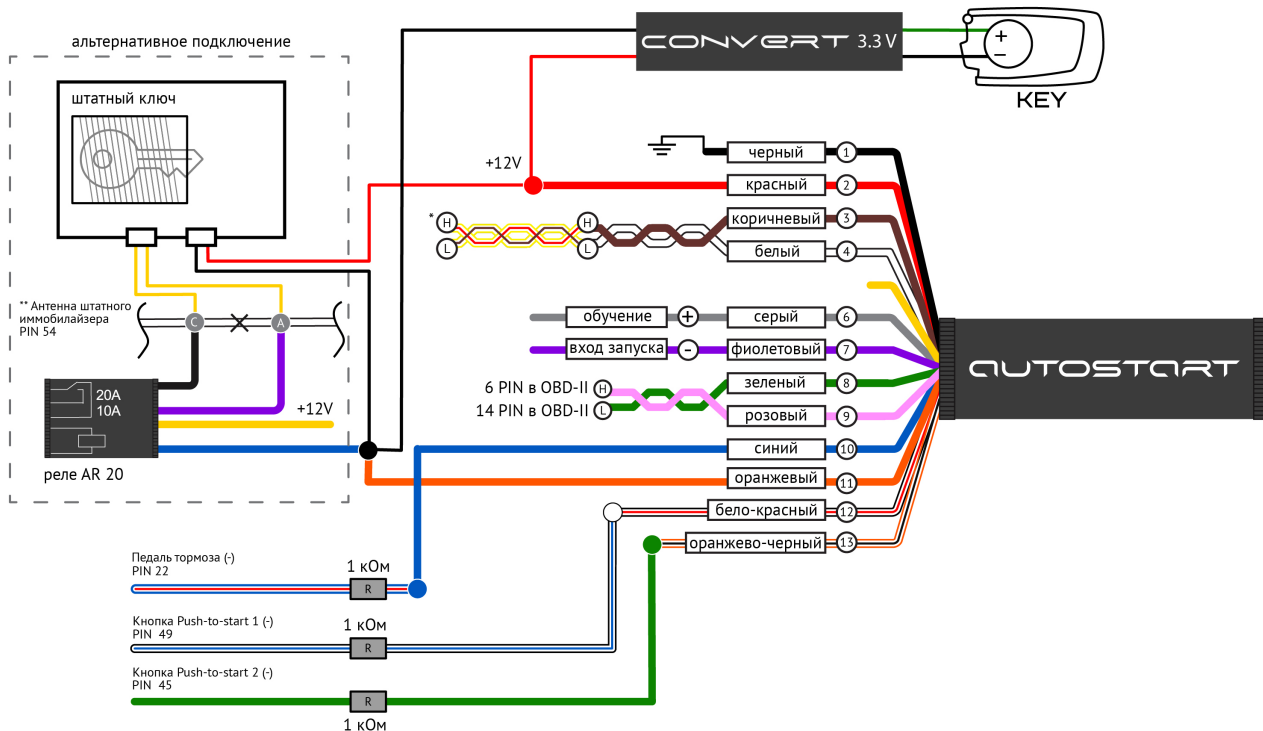 CONVERT 3.3 V
+
−
KEY
альтернативное подключение
штатный ключ
** Антенна штатного
иммобилайзера
PIN 54
C
A
20A
10A
+12V
реле AR 20
+12V
черный 1
красный 2
* H H коричневый 3
L L белый 4
обучение + серый 6
вход запуска - фиолетовый 7
6 PIN в OBD-II H зеленый 8
14 PIN в OBD-II L розовый 9
синий 10
оранжевый 11
бело-красный 12
оранжево-черный 13
AUTOSTART
Педаль тормоза (-)
PIN 22
1 кОм
R
Кнопка Push-to-start 1 (-)
PIN 49
1 кОм
R
Кнопка Push-to-start 2 (-)
PIN 45
R
1 кОм